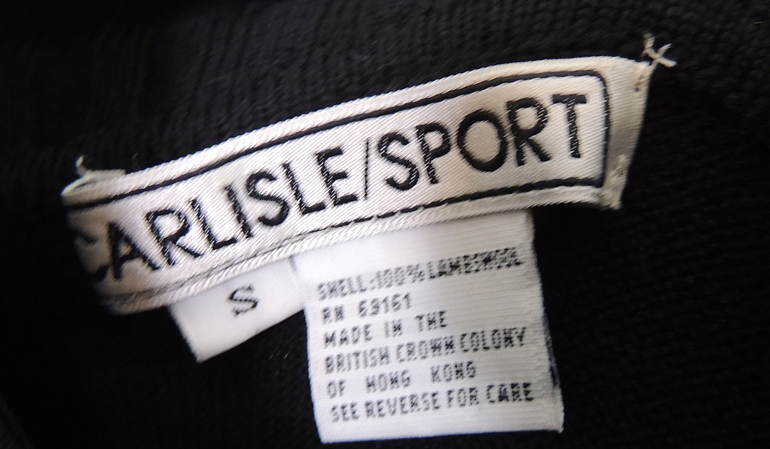 CARLISLE/SPORT
S
SHELL:100% LAMBSWOOL
RN 69161
MADE IN THE
BRITISH CROWN COLONY
OF HONG KONG
SEE REVERSE FOR CARE